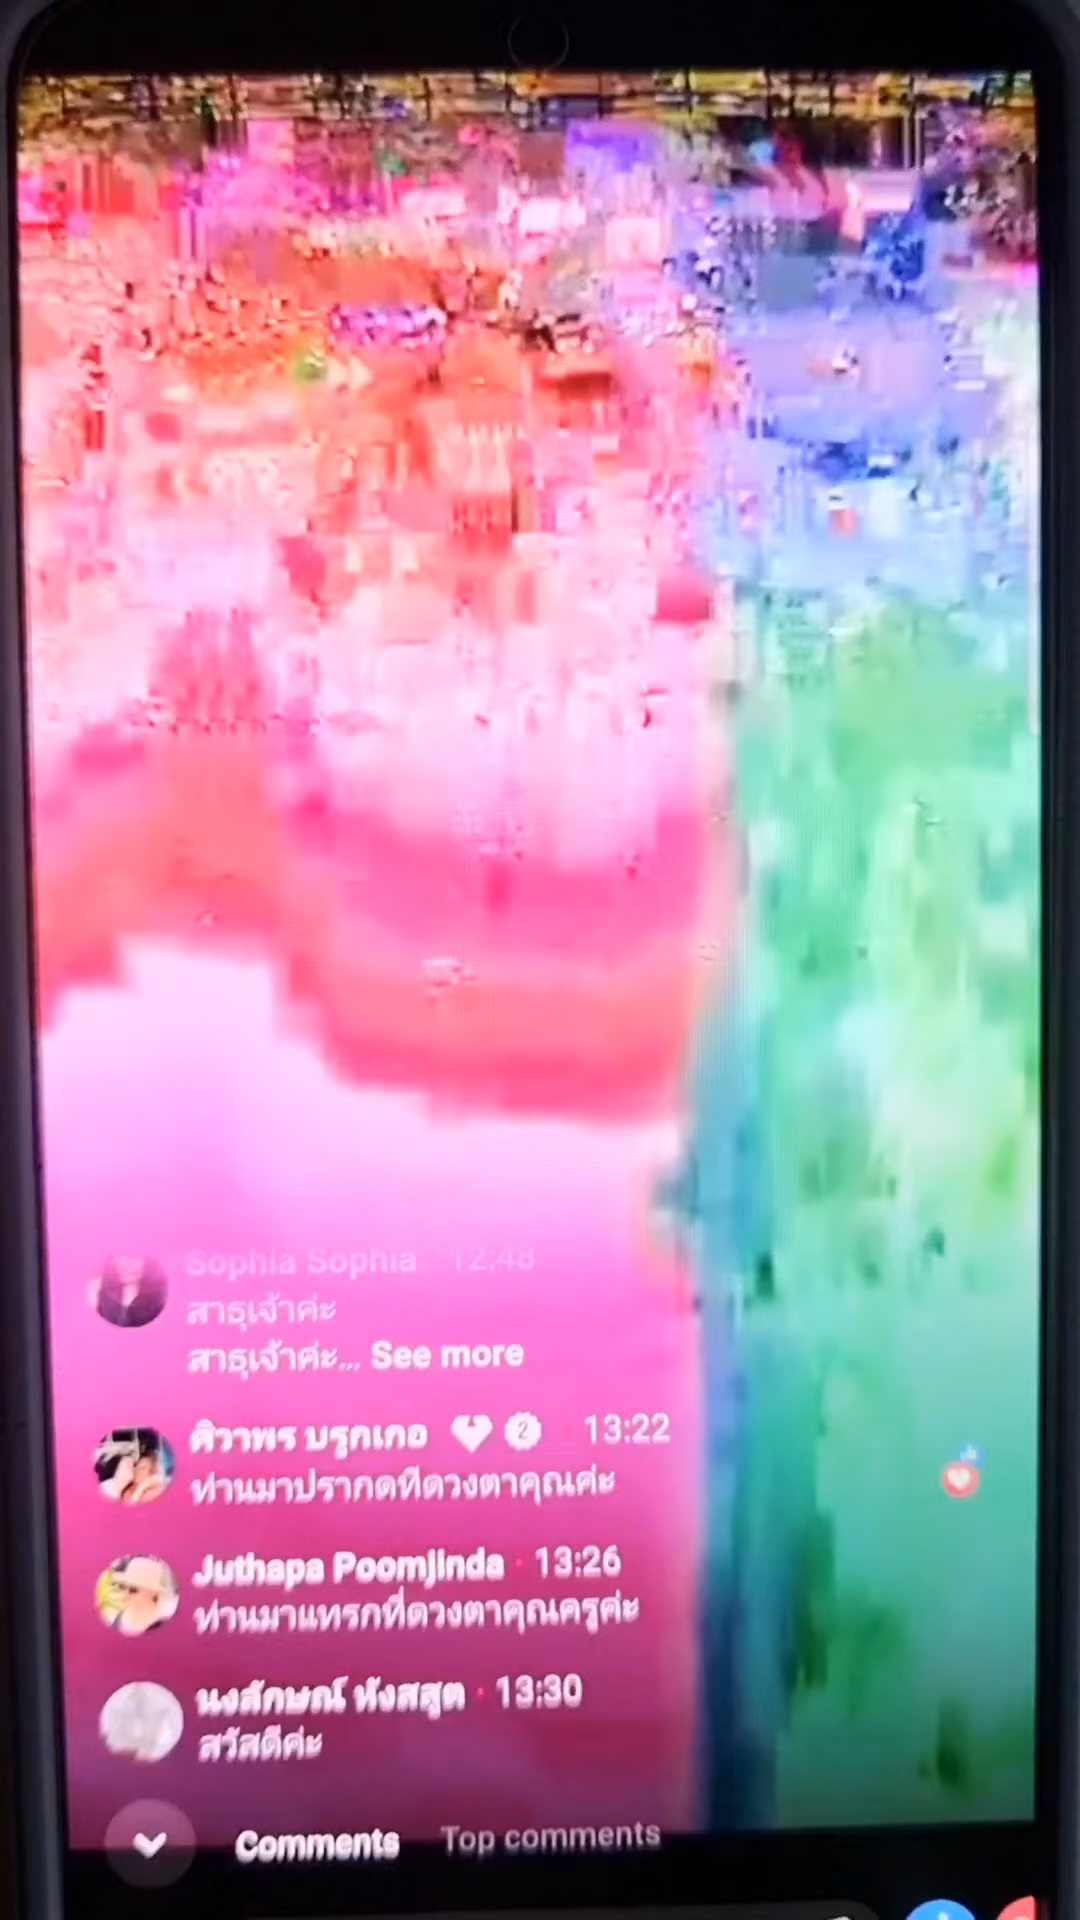 Sophia Sophia · 12:48
สาธุเจ้าค่ะ
สาธุเจ้าค่ะ... See more
ศิวาพร บรูกเกอ 2 13:22
ท่านมาปรากดทีดวงตาคุณค่ะ
Juthapa Poomjinda · 13:26
ท่านมาแทรกที่ดวงตาคุณครูค่ะ
นงลักษณ์ หังสสูต · 13:30
สวัสดีค่ะ
Comments Top comments